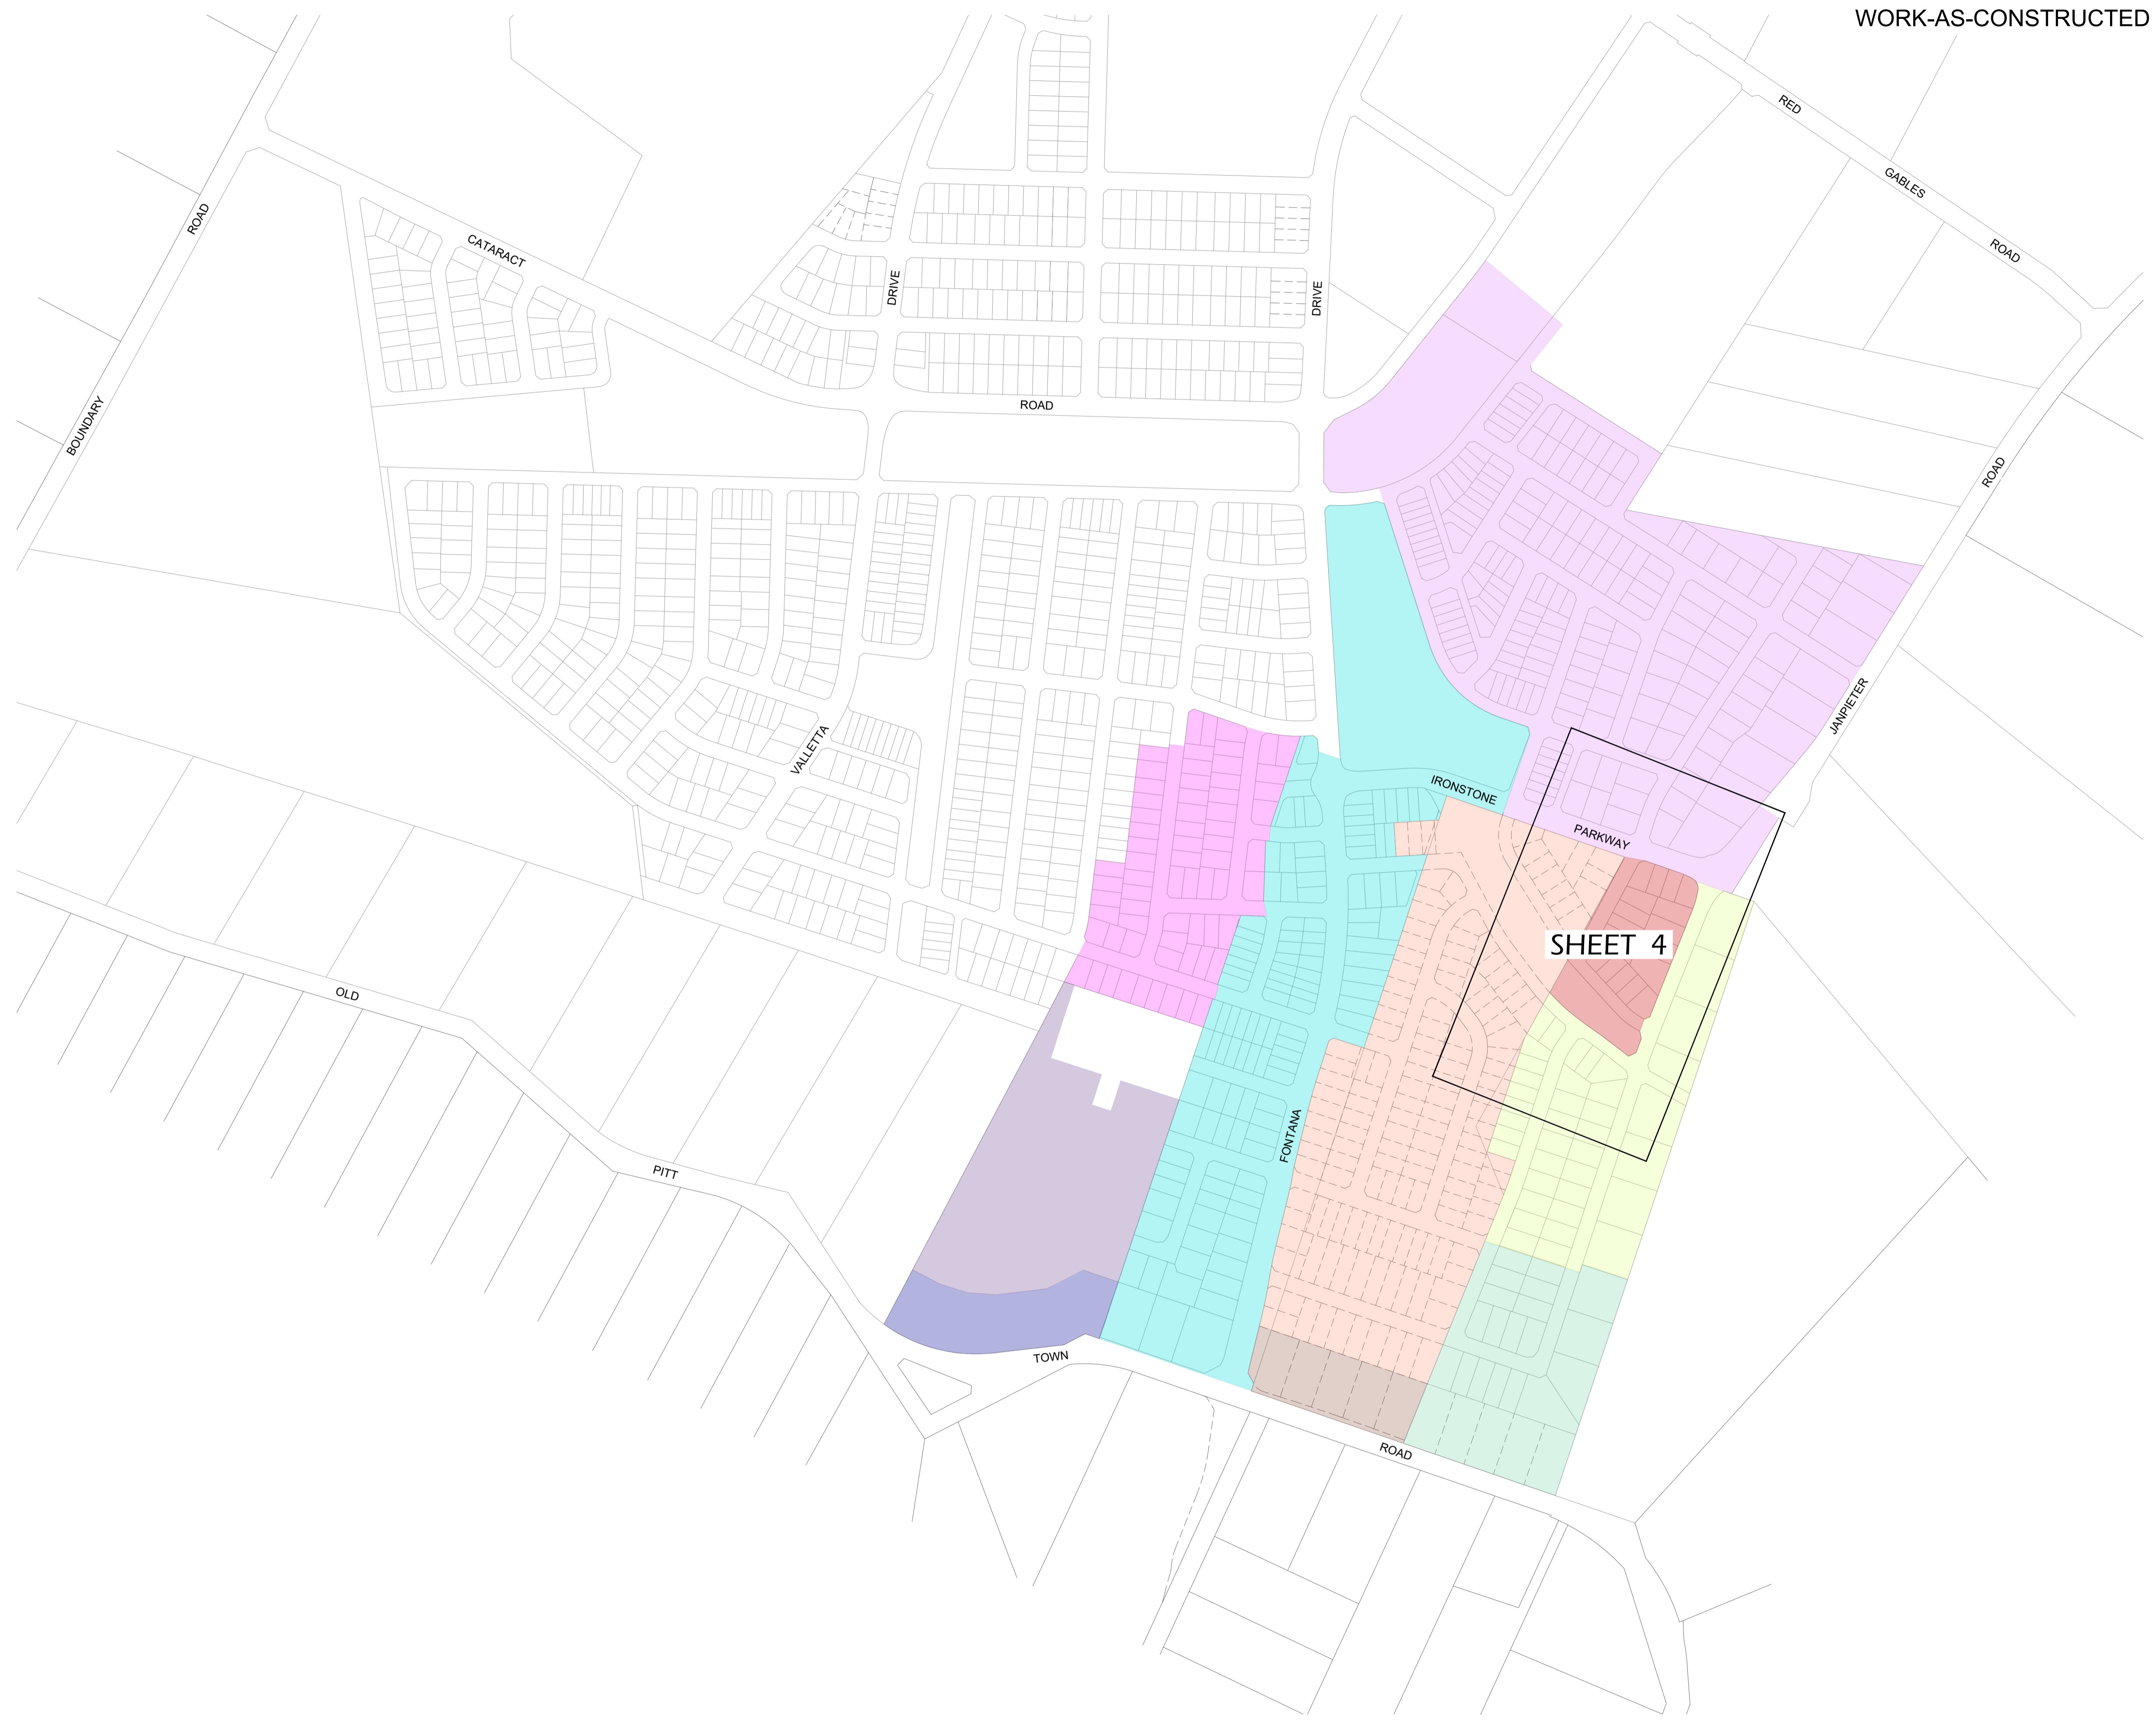 WORK-AS-CONSTRUCTED
RED
GABLES
ROAD
ROAD
CATARACT
DRIVE
DRIVE
ROAD
BOUNDARY
ROAD
JANPIETER
VALLETTA
IRONSTONE
PARKWAY
SHEET 4
OLD
FONTANA
PITT
TOWN
ROAD